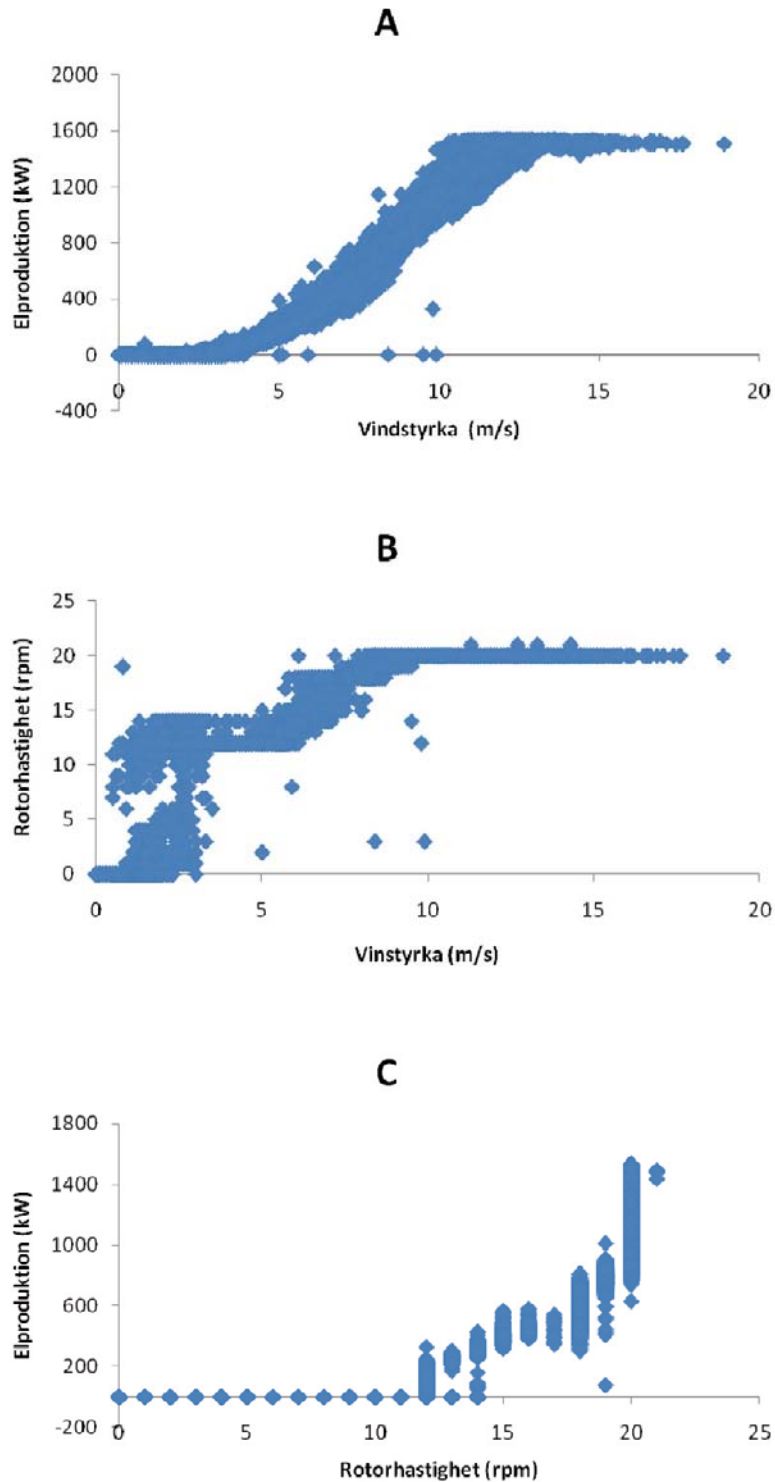 A
2000
1600
1200
800
400
0
-400
Elproduktion (kW)
0 5 10 15 20
Vindstyrka (m/s)
B
25
20
15
10
5
0
Rotorhastighet (rpm)
0 5 10 15 20
Vinstyrka (m/s)
C
1800
1400
1000
600
200
-200
Elproduktion (kW)
0 5 10 15 20 25
Rotorhastighet (rpm)